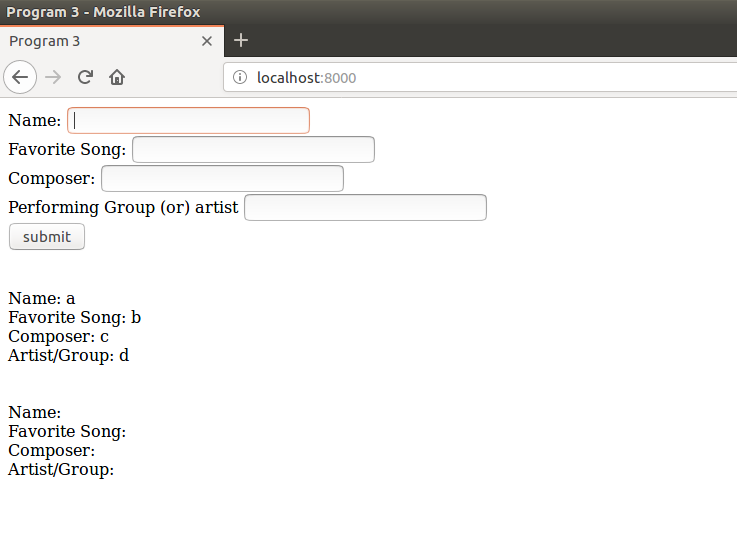 Program 3 - Mozilla Firefox
Program 3
localhost:8000
Name:
Favorite Song:
Composer:
Performing Group (or) artist
submit
Name: a
Favorite Song: b
Composer: c
Artist/Group: d
Name:
Favorite Song:
Composer:
Artist/Group: